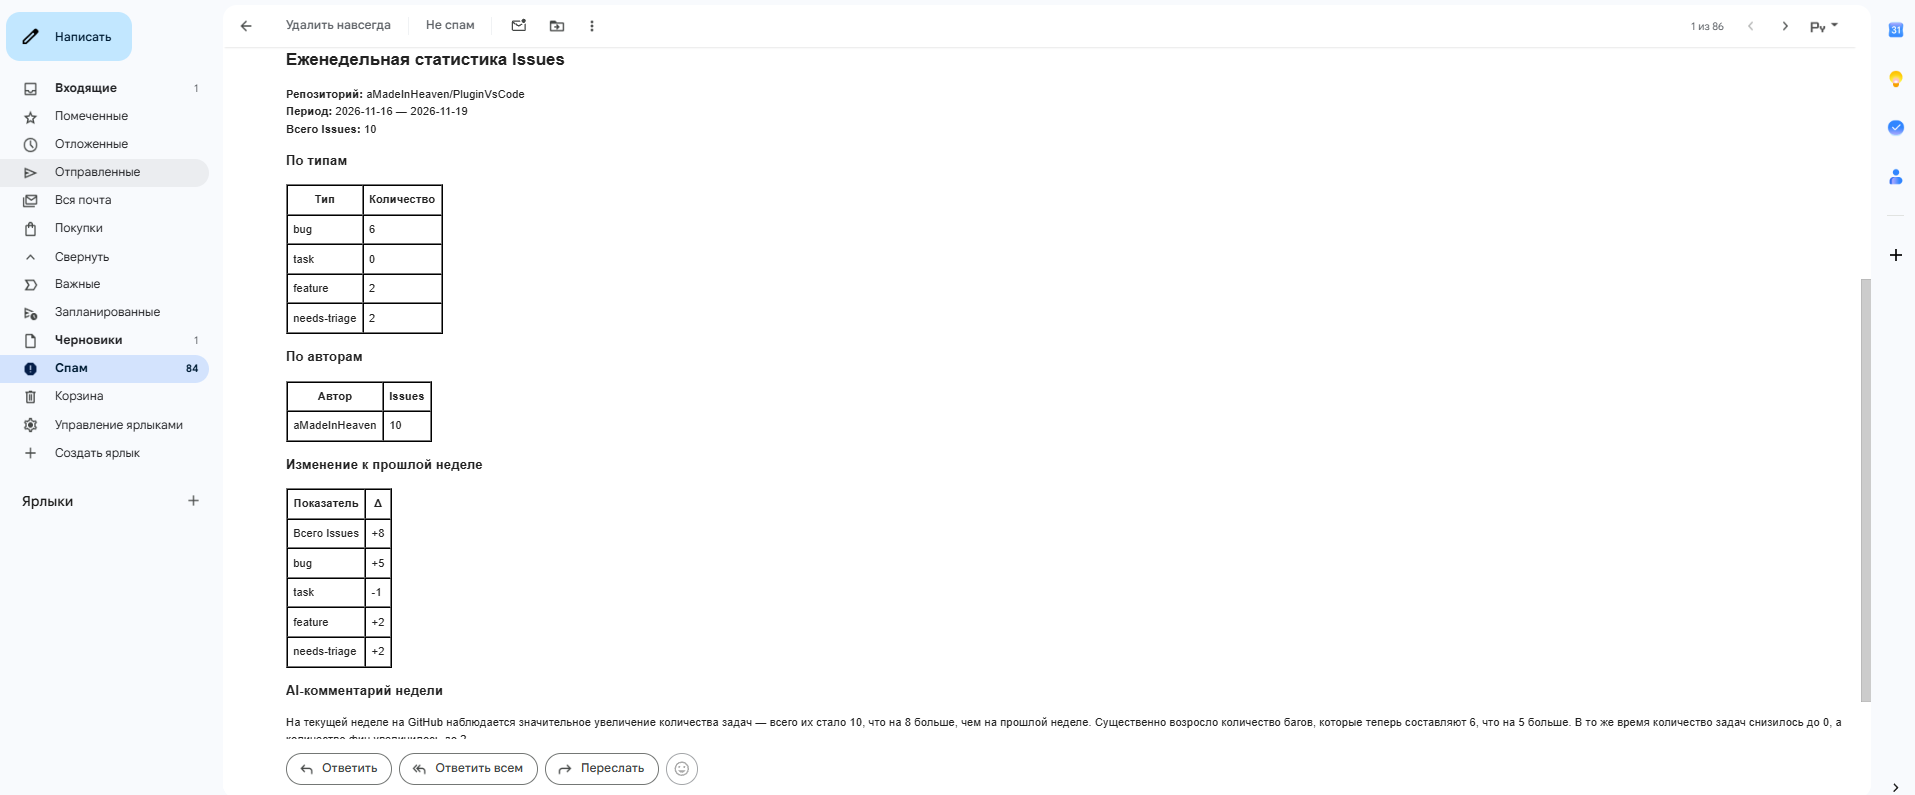 Написать
Входящие 1
Помеченные
Отложенные
Отправленные
Вся почта
Покупки
Свернуть
Важные
Запланированные
Черновики 1
Спам 84
Корзина
Управление ярлыками
Создать ярлык
Ярлыки
Удалить навсегда Не спам 1 из 86 Ру
Еженедельная статистика Issues
Репозиторий: aMadeInHeaven/PluginVsCode
Период: 2026-11-16 — 2026-11-19
Всего Issues: 10
По типам
Тип Количество
bug 6
task 0
feature 2
needs-triage 2
По авторам
Автор Issues
aMadeInHeaven 10
Изменение к прошлой неделе
Показатель Δ
Всего Issues +8
bug +5
task -1
feature +2
needs-triage +2
AI-комментарий недели
На текущей неделе на GitHub наблюдается значительное увеличение количества задач — всего их стало 10, что на 8 больше, чем на прошлой неделе. Существенно возросло количество багов, которые теперь составляют 6, что на 5 больше. В то же время количество задач снизилось до 0, а
количество фич увеличилось до 2
Ответить Ответить всем Переслать
31